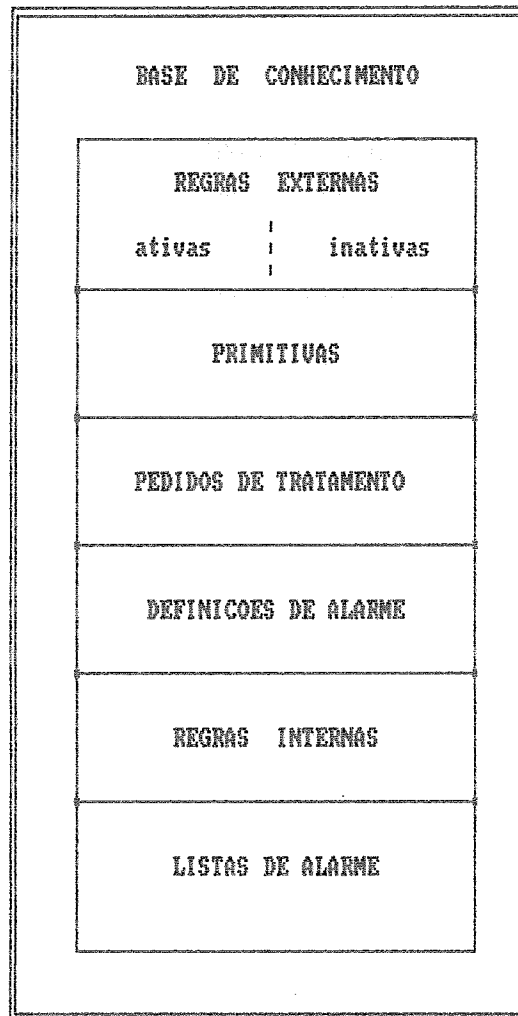 BASE DE CONHECIMENTO
REGRAS EXTERNAS
ativas inativas
PRIMITIVAS
PEDIDOS DE TRATAMENTO
DEFINICOES DE ALARME
REGRAS INTERNAS
LISTAS DE ALARME